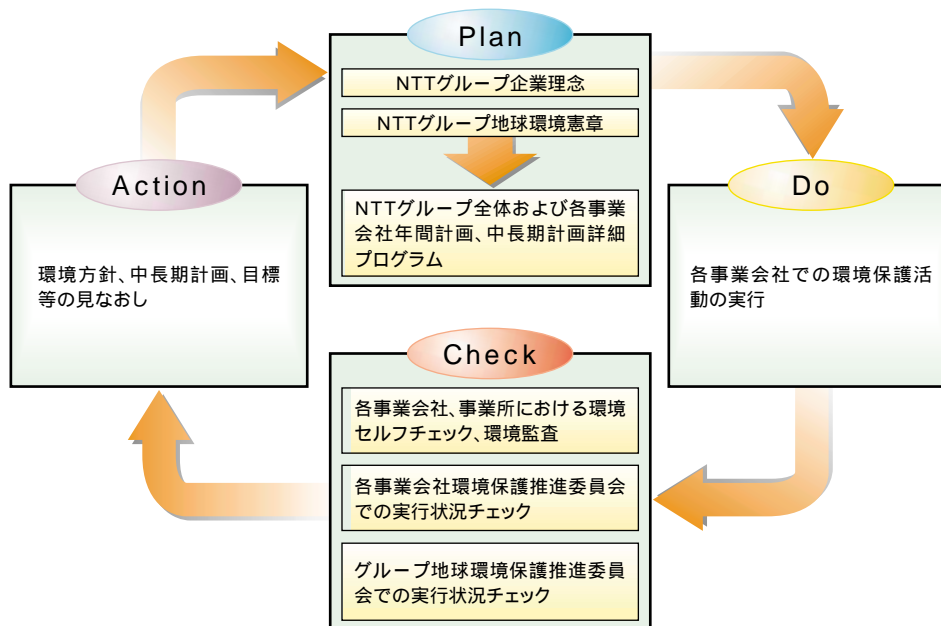 Plan
NTTグループ企業理念
NTTグループ地球環境憲章
NTTグループ全体および各事業
会社年間計画、中長期計画詳細
プログラム
Do
各事業会社での環境保護活
動の実行
Check
各事業会社、事業所における環境
セルフチェック、環境監査
各事業会社環境保護推進委員会
での実行状況チェック
グループ地球環境保護推進委員
会での実行状況チェック
Action
環境方針、中長期計画、目標
等の見なおし